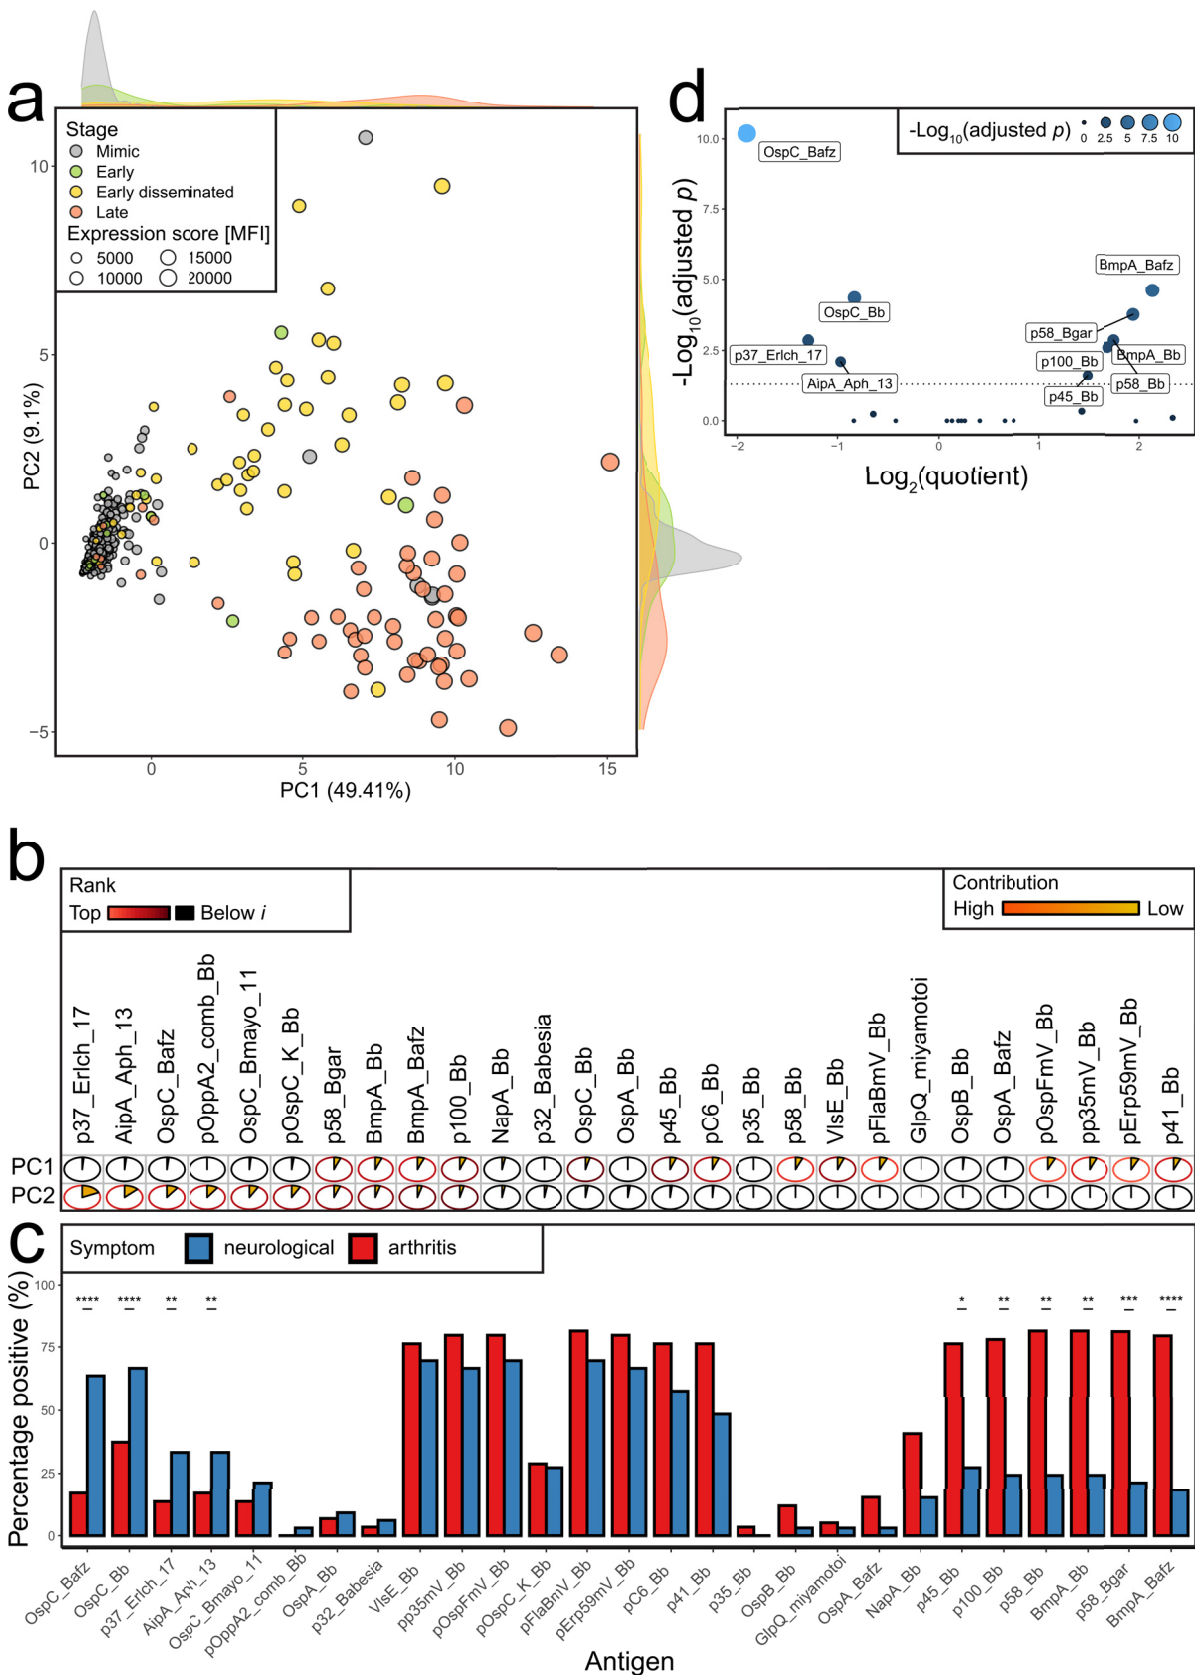 a
Stage
Mimic
Early
Early disseminated
Late
Expression score [MFI]
5000
15000
10000
20000
10
5
0
−5
PC2 (9.1%)
0
5
10
15
PC1 (49.41%)
d
-Log10(adjusted p)
0
2.5
5
7.5
10
OspC_Bafz
BmpA_Bafz
OspC_Bb
p58_Bgar
p37_Erlch_17
p100_Bb
BmpA_Bb
AipA_Aph_13
p58_Bb
p45_Bb
10.0
7.5
5.0
2.5
0.0
-Log10(adjusted p)
−2
−1
0
1
2
Log2(quotient)
b
Rank
Top
Below i
Contribution
High
Low
p37_Erlch_17
AipA_Aph_13
OspC_Bafz
pOppA2_comb_Bb
OspC_Bmayo_11
pOspC_K_Bb
p58_Bgar
BmpA_Bb
BmpA_Bafz
p100_Bb
NapA_Bb
p32_Babesia
OspC_Bb
OspA_Bb
p45_Bb
pC6_Bb
p35_Bb
p58_Bb
VlsE_Bb
pFlaBmV_Bb
GlpQ_miyamotoi
OspB_Bb
OspA_Bafz
pOspFmV_Bb
pp35mV_Bb
pErp59mV_Bb
p41_Bb
PC1
PC2
c
Symptom
neurological
arthritis
Percentage positive (%)
100
75
50
25
0
****
****
**
**
*
**
**
**
***
****
OspC_Bafz
OspC_Bb
p37_Erlch_17
AipA_Aph_13
OspC_Bmayo_11
pOppA2_comb_Bb
OspA_Bb
p32_Babesia
VlsE_Bb
pp35mV_Bb
pOspFmV_Bb
pOspC_K_Bb
pFlaBmV_Bb
pErp59mV_Bb
pC6_Bb
p41_Bb
p35_Bb
OspB_Bb
GlpQ_miyamotoi
OspA_Bafz
NapA_Bb
p45_Bb
p100_Bb
p58_Bb
BmpA_Bb
p58_Bgar
BmpA_Bafz
Antigen